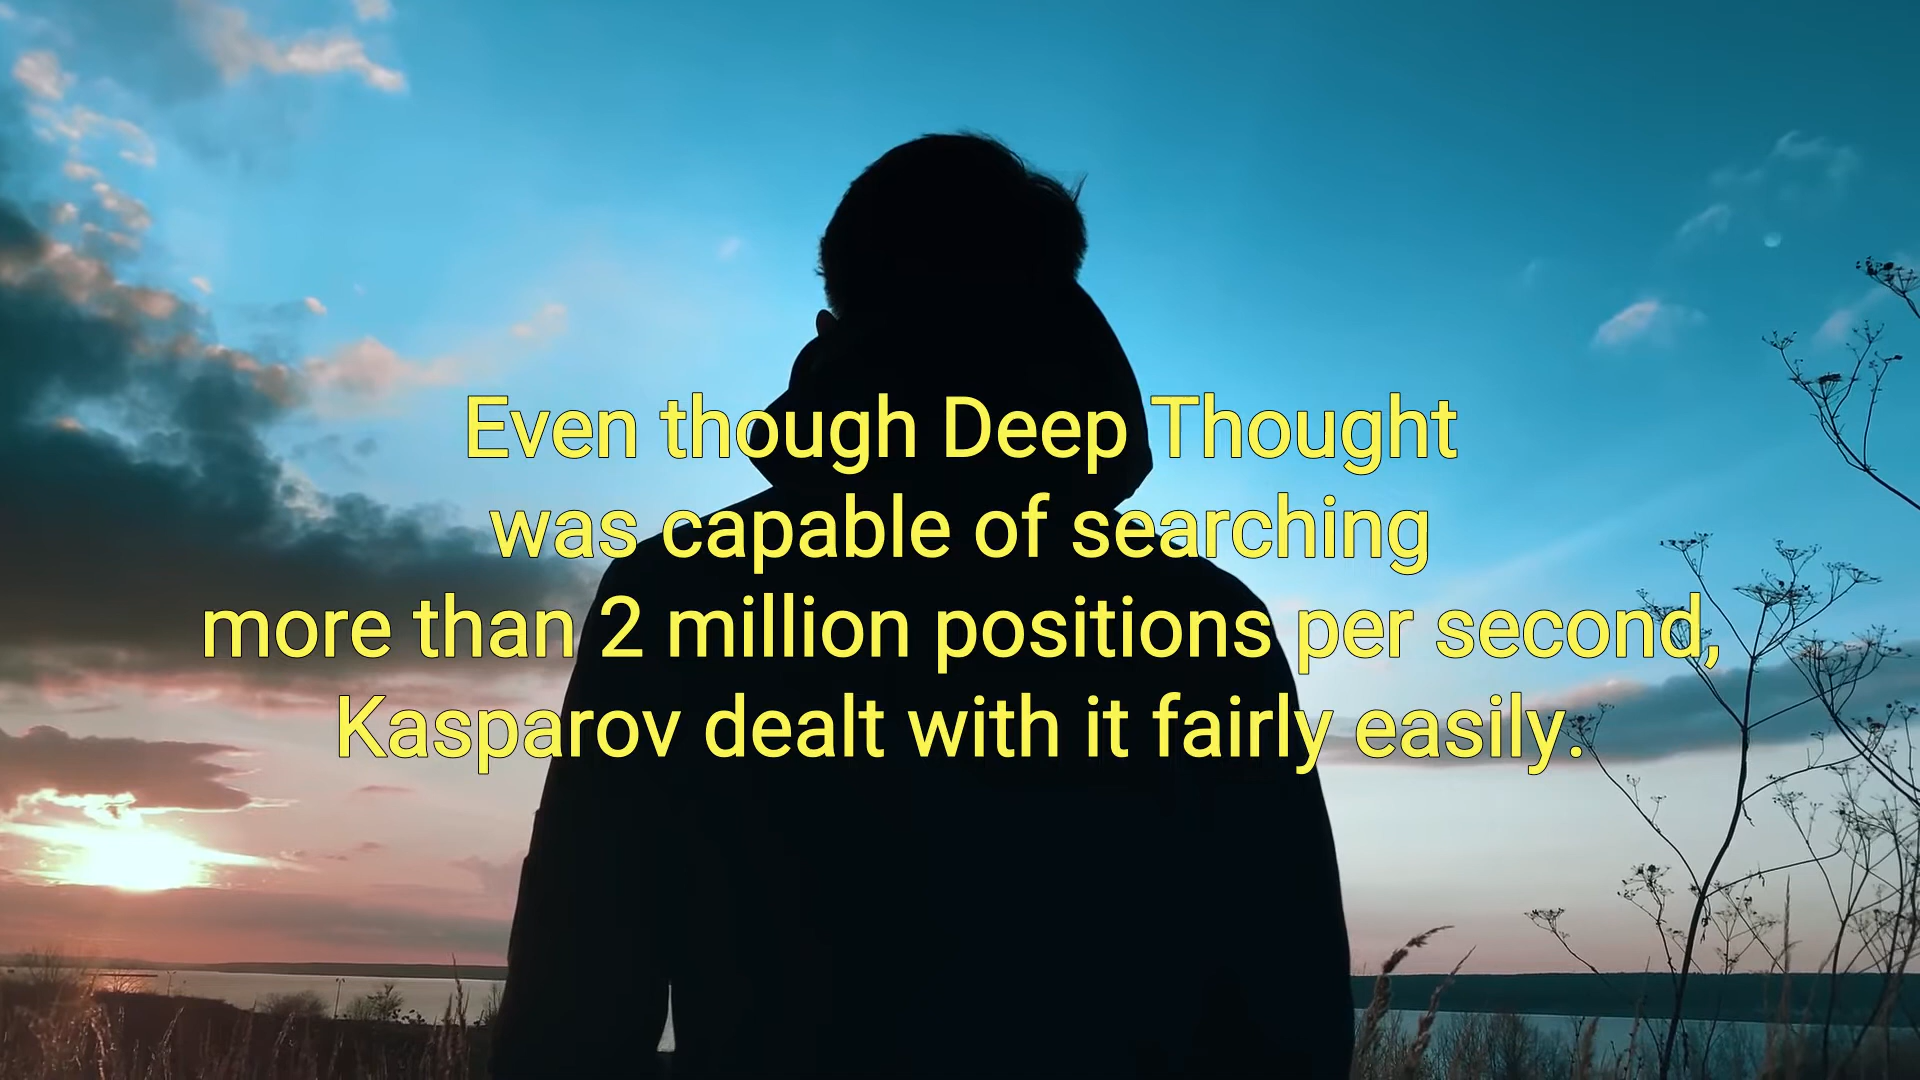 Even though Deep Thought
was capable of searching
more than 2 million positions per second,
Kasparov dealt with it fairly easily.